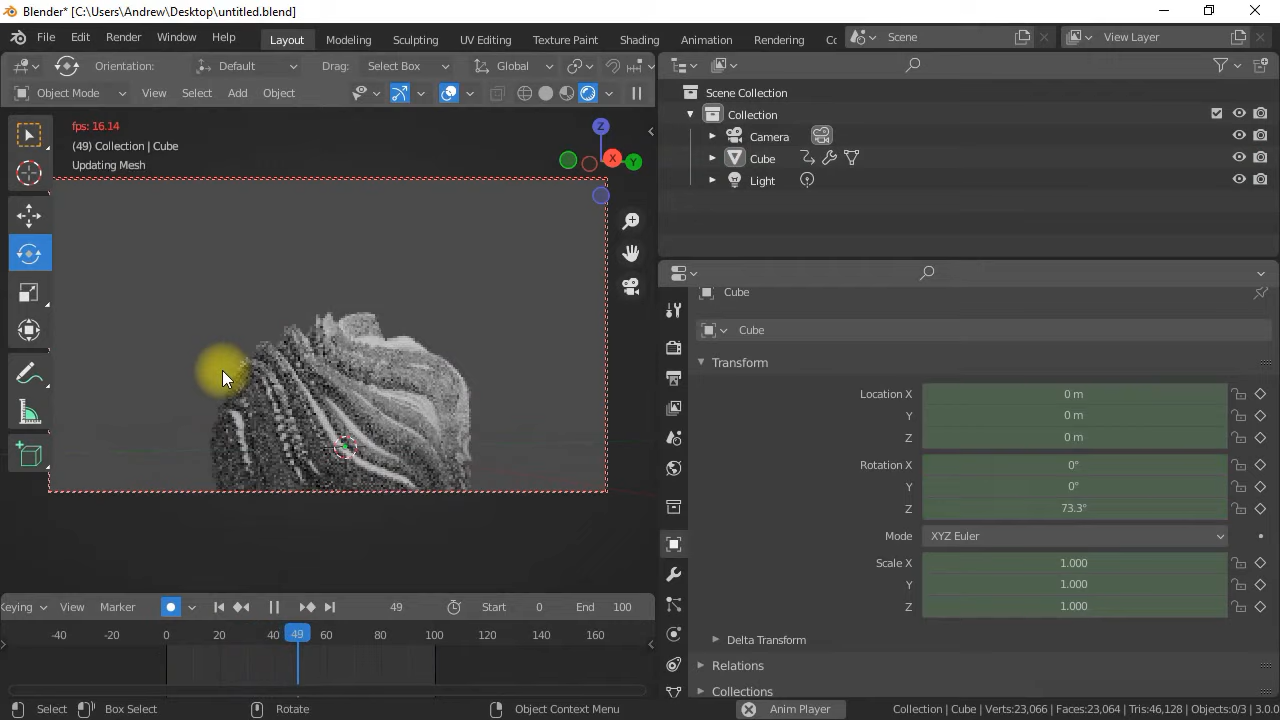 Blender* [C:\Users\Andrew\Desktop\untitled.blend]
File Edit Render Window Help Layout Modeling Sculpting UV Editing Texture Paint Shading Animation Rendering Cc Scene View Layer
Orientation: Default Drag: Select Box Global
Object Mode View Select Add Object
fps: 16.14
(49) Collection | Cube
Updating Mesh
Z
X
Y
Scene Collection
Collection
Camera
Cube
Light
Cube
Cube
Transform
Location X 0 m
Y 0 m
Z 0 m
Rotation X 0°
Y 0°
Z 73.3°
Mode XYZ Euler
Scale X 1.000
Y 1.000
Z 1.000
Delta Transform
Relations
Collections
Keying View Marker 49 Start 0 End 100
-40 -20 0 20 40 49 60 80 100 120 140 160
Select Box Select Rotate Object Context Menu Anim Player Collection | Cube | Verts:23,066 | Faces:23,064 | Tris:46,128 | Objects:0/3 | 3.0.0